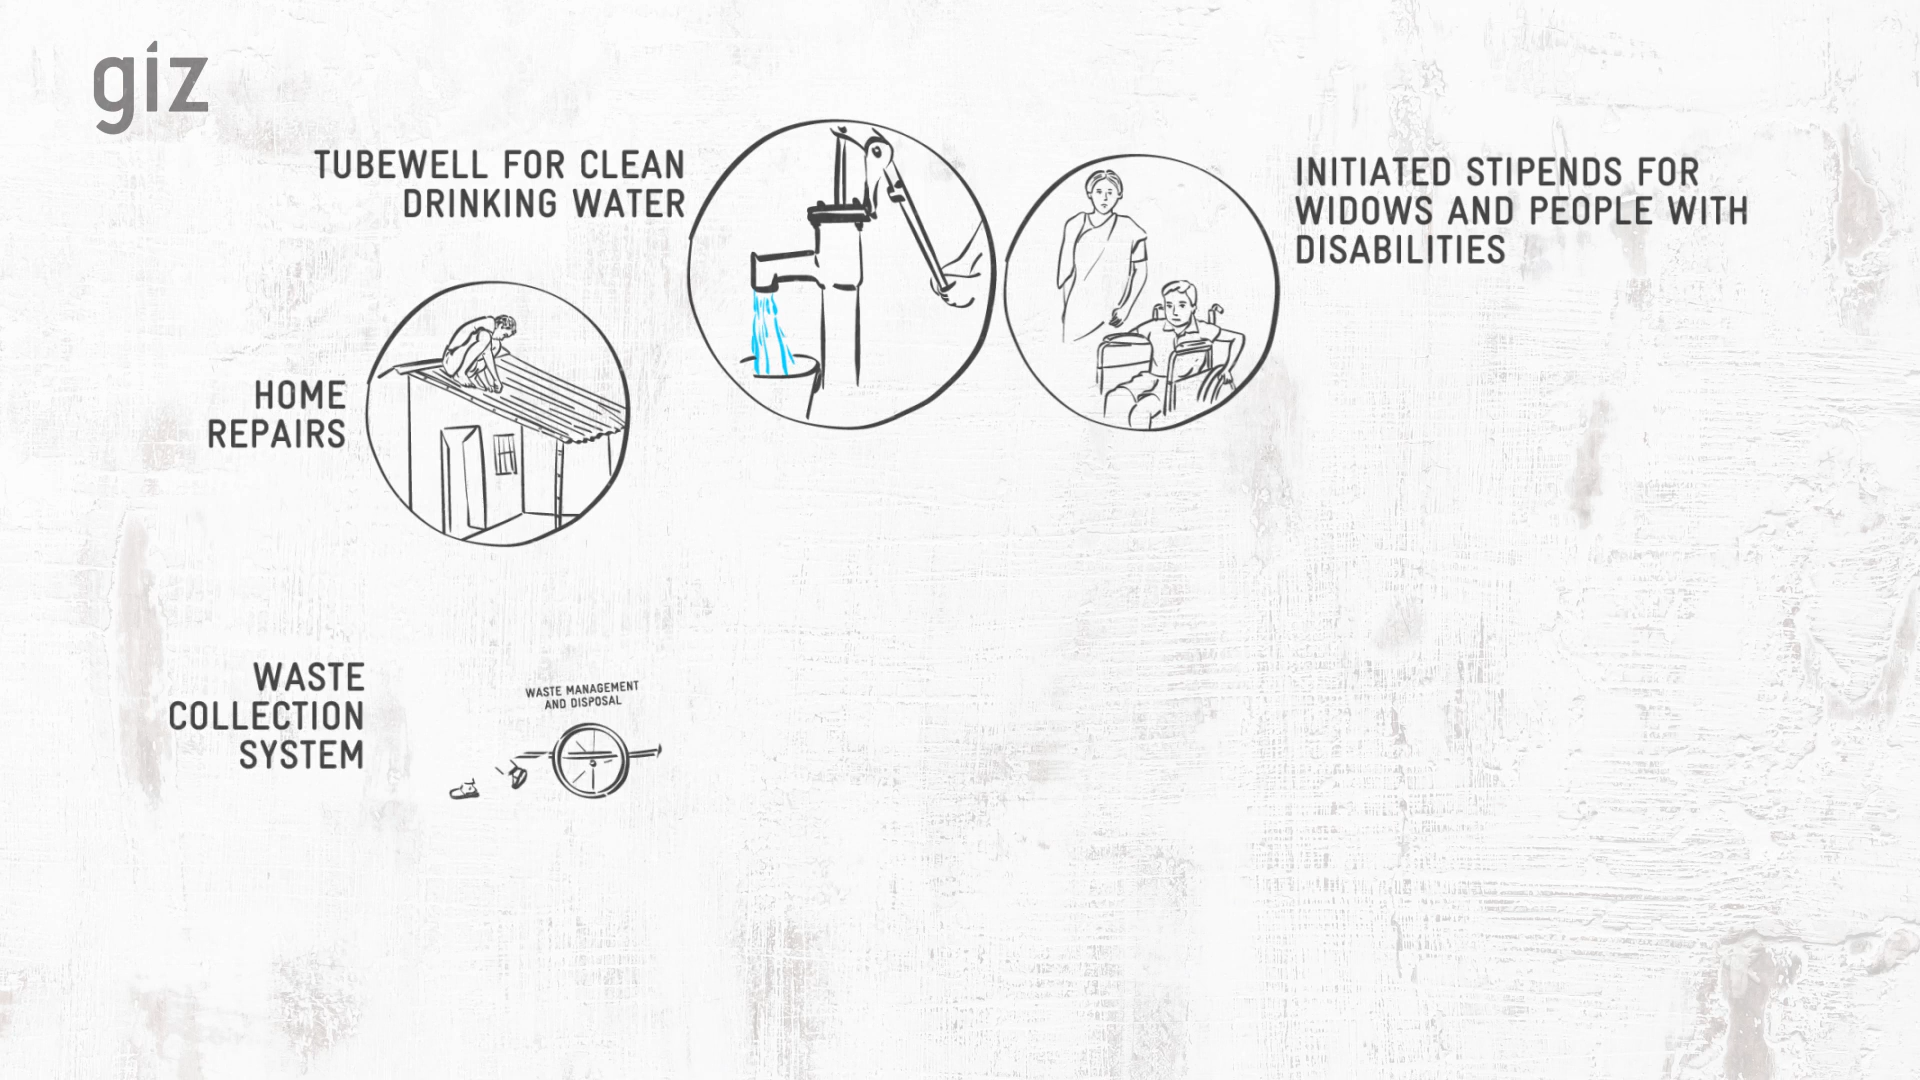 giz
TUBEWELL FOR CLEAN
DRINKING WATER
INITIATED STIPENDS FOR
WIDOWS AND PEOPLE WITH
DISABILITIES
HOME
REPAIRS
WASTE
COLLECTION
SYSTEM
WASTE MANAGEMENT
AND DISPOSAL